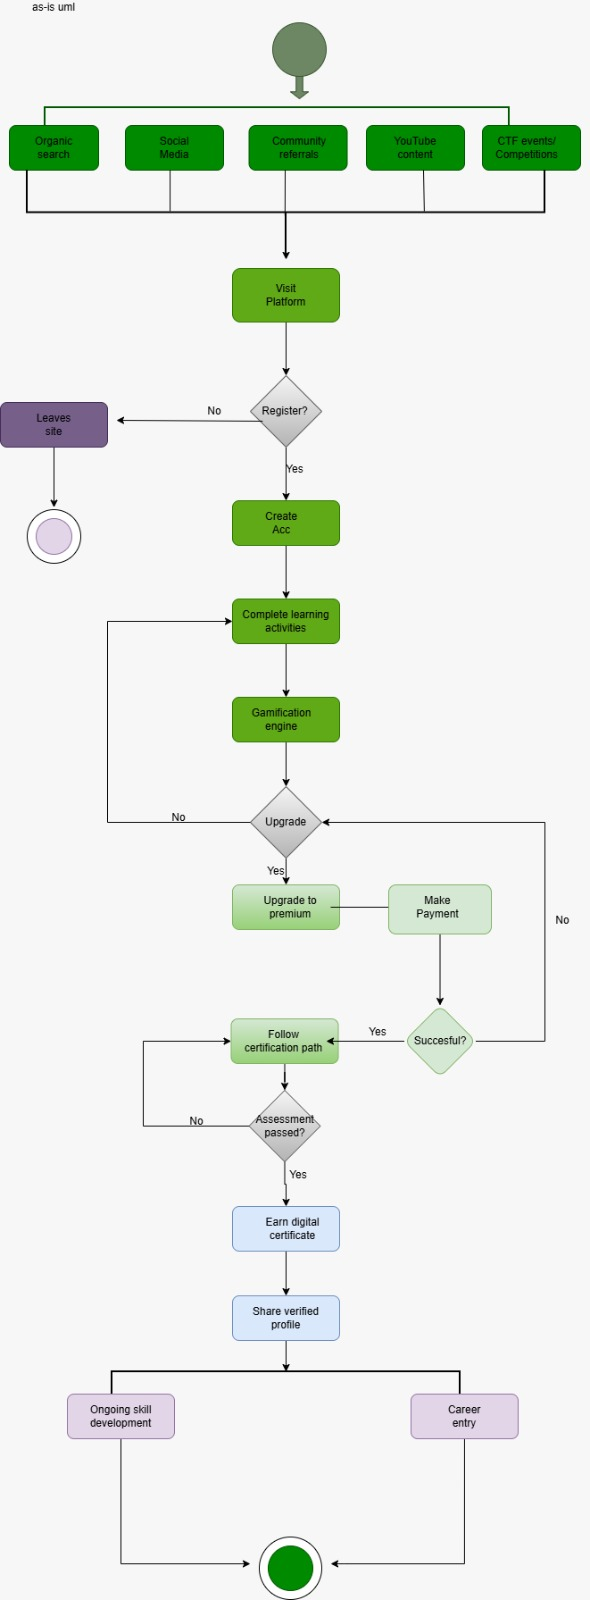 as-is uml
Organic
search
Social
Media
Community
referrals
YouTube
content
CTF events/
Competitions
Visit
Platform
Register?
No
Leaves
site
Yes
Create
Acc
Complete learning
activities
Gamification
engine
Upgrade
No
Yes
Upgrade to
premium
Make
Payment
No
Succesful?
Yes
Follow
certification path
Assessment
passed?
No
Yes
Earn digital
certificate
Share verified
profile
Ongoing skill
development
Career
entry